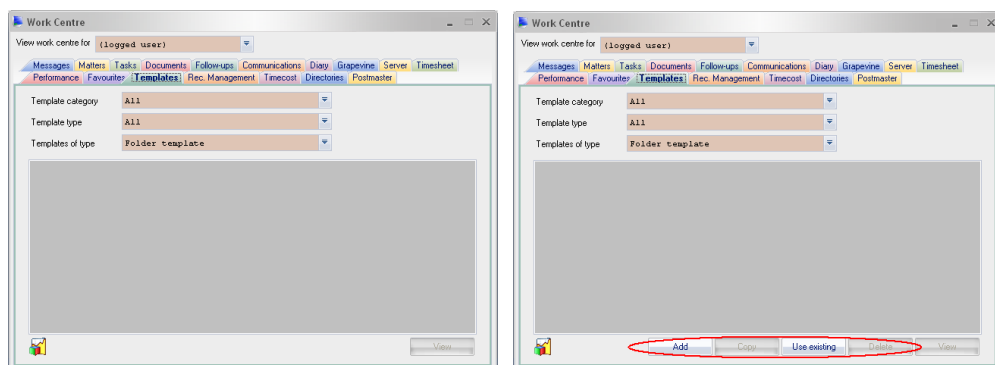 Work Centre
View work centre for (logged user)
Messages Matters Tasks Documents Follow-ups Communications Diary Grapevine Server Timesheet
Performance Favourites Templates Rec. Management Timecost Directories Postmaster
Template category All
Template type All
Templates of type Folder template
View
Work Centre
View work centre for (logged user)
Messages Matters Tasks Documents Follow-ups Communications Diary Grapevine Server Timesheet
Performance Favourites Templates Rec. Management Timecost Directories Postmaster
Template category All
Template type All
Templates of type Folder template
Add Copy Use existing Delete View